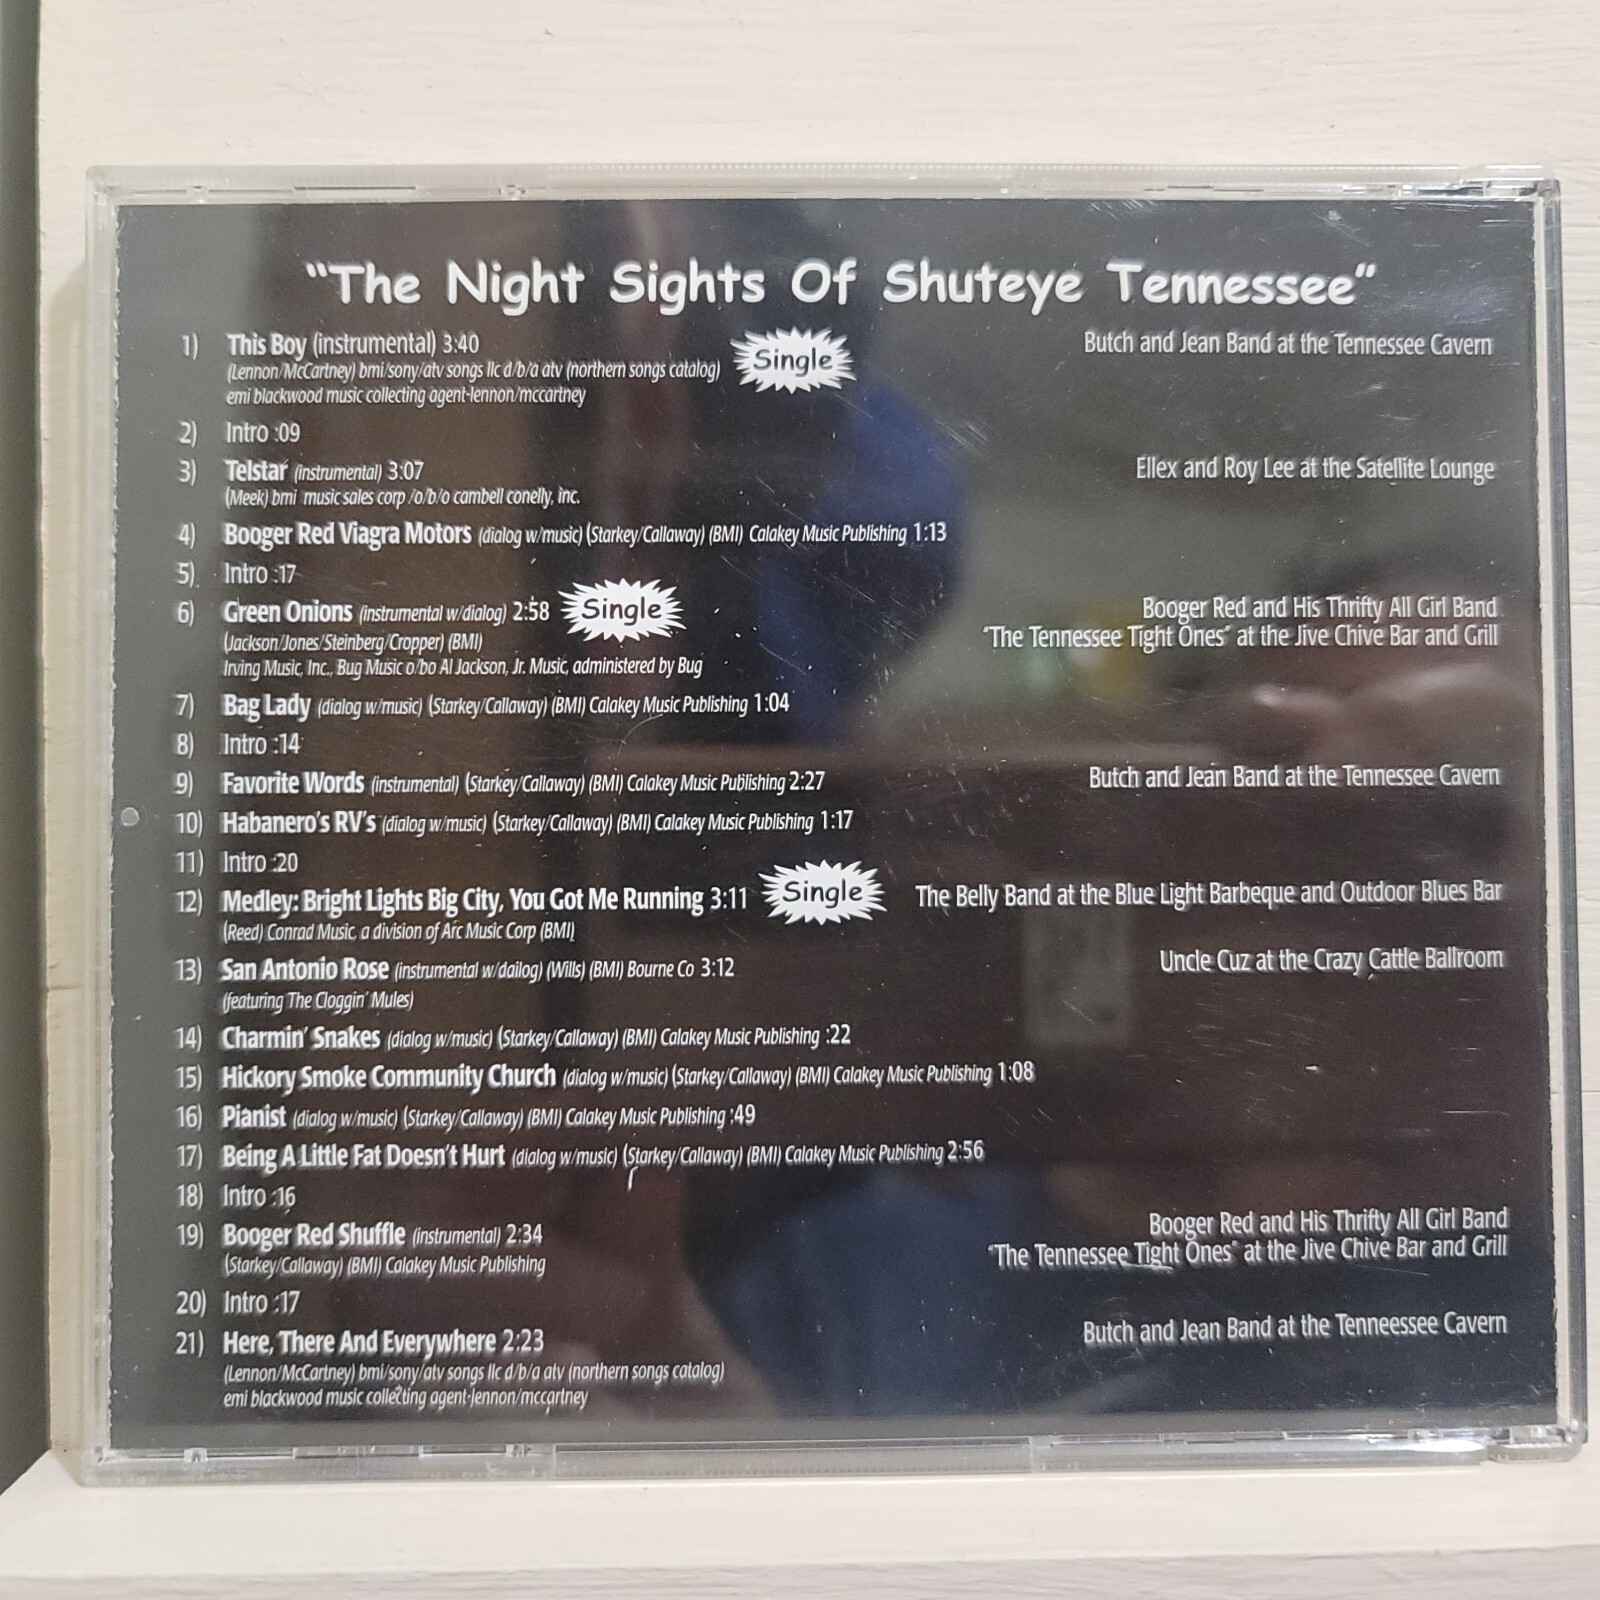 "The Night Sights Of Shuteye Tennessee"
1) This Boy (instrumental) 3:40 Single Butch and Jean Band at the Tennessee Cavern
(Lennon/McCartney) bmi/sony/atv songs llc d/b/a atv (northern songs catalog)
emi blackwood music collecting agent-lennon/mccartney
2) Intro :09
3) Telstar (instrumental) 3:07 Ellex and Roy Lee at the Satellite Lounge
(Meek) bmi music sales corp /o/b/o cambell conelly, inc.
4) Booger Red Viagra Motors (dialog w/music) (Starkey/Callaway) (BMI) Calakey Music Publishing 1:13
5) Intro :17
6) Green Onions (instrumental w/dialog) 2:58 Single Booger Red and His Thrifty All Girl Band
"The Tennessee Tight Ones" at the Jive Chive Bar and Grill
(Jackson/Jones/Steinberg/Cropper) (BMI)
Irving Music, Inc., Bug Music o/bo Al Jackson, Jr. Music, administered by Bug
7) Bag Lady (dialog w/music) (Starkey/Callaway) (BMI) Calakey Music Publishing 1:04
8) Intro :14
9) Favorite Words (instrumental) (Starkey/Callaway) (BMI) Calakey Music Publishing 2:27 Butch and Jean Band at the Tennessee Cavern
10) Habanero's RV's (dialog w/music) (Starkey/Callaway) (BMI) Calakey Music Publishing 1:17
11) Intro :20
12) Medley: Bright Lights Big City, You Got Me Running 3:11 Single The Belly Band at the Blue Light Barbeque and Outdoor Blues Bar
(Reed) Conrad Music, a division of Arc Music Corp (BMI)
13) San Antonio Rose (instrumental w/dailog) (Wills) (BMI) Bourne Co 3:12 Uncle Cuz at the Crazy Cattle Ballroom
(featuring The Cloggin' Mules)
14) Charmin' Snakes (dialog w/music) (Starkey/Callaway) (BMI) Calakey Music Publishing :22
15) Hickory Smoke Community Church (dialog w/music) (Starkey/Callaway) (BMI) Calakey Music Publishing 1:08
16) Pianist (dialog w/music) (Starkey/Callaway) (BMI) Calakey Music Publishing :49
17) Being A Little Fat Doesn't Hurt (dialog w/music) (Starkey/Callaway) (BMI) Calakey Music Publishing 2:56
18) Intro :16
19) Booger Red Shuffle (instrumental) 2:34 Booger Red and His Thrifty All Girl Band
"The Tennessee Tight Ones" at the Jive Chive Bar and Grill
(Starkey/Callaway) (BMI) Calakey Music Publishing
20) Intro :17
21) Here, There And Everywhere 2:23 Butch and Jean Band at the Tenneessee Cavern
(Lennon/McCartney) bmi/sony/atv songs llc d/b/a atv (northern songs catalog)
emi blackwood music collecting agent-lennon/mccartney